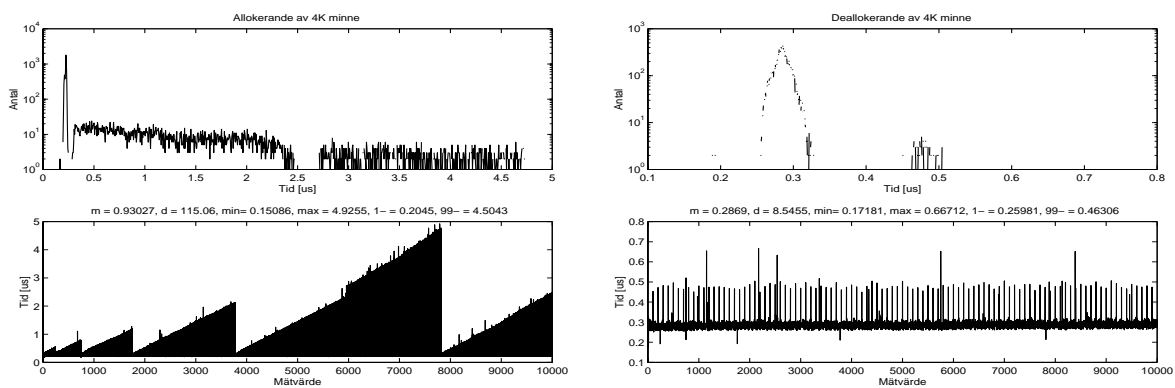 Allokerande av 4K minne
10^4
10^3
10^2
10^1
10^0
Antal
0 0.5 1 1.5 2 2.5 3 3.5 4 4.5 5
Tid [us]
m = 0.93027, d = 115.06, min= 0.15086, max = 4.9255, 1– = 0.2045, 99– = 4.5043
5
4
3
2
1
0
Tid [us]
0 1000 2000 3000 4000 5000 6000 7000 8000 9000 10000
Mätvärde
Deallokerande av 4K minne
10^3
10^2
10^1
10^0
Antal
0.1 0.2 0.3 0.4 0.5 0.6 0.7 0.8
Tid [us]
m = 0.2869, d = 8.5455, min= 0.17181, max = 0.66712, 1– = 0.25981, 99– = 0.46306
0.8
0.7
0.6
0.5
0.4
0.3
0.2
0.1
Tid [us]
0 1000 2000 3000 4000 5000 6000 7000 8000 9000 10000
Mätvärde